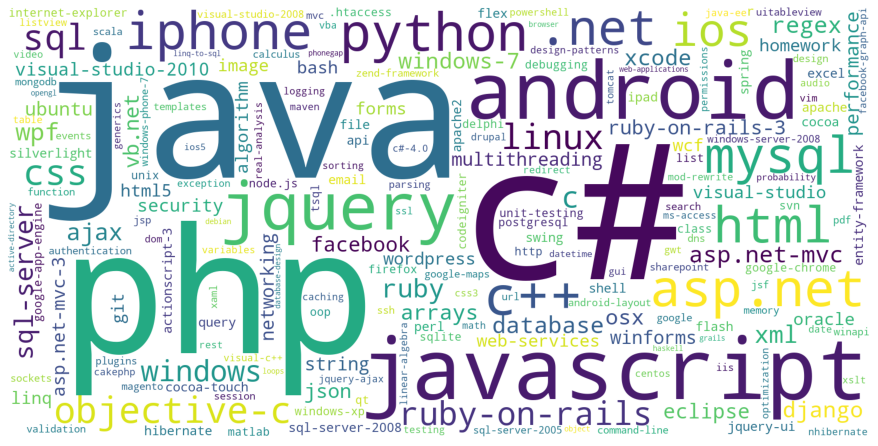 internet-explorer
visual-studio-2008
mvc
.htaccess
flex
powershell
browser
java-ee
uitableview
listview
scala
linq-to-sql
calculus
vba
phonegap
design-patterns
sql
iphone
python
.net
ios
regex
facebook-graph-api
video
visual-studio-2010
image
bash
windows-7
debugging
xcode
web-applications
homework
design
mongodb
opengl
windows-phone-7
zend-framework
permissions
spring
excel
audio
performance
ubuntu
templates
logging
maven
forms
apache2
java
android
tomcat
ipad
cocoa
apache
vim
table
wpf
events
vb.net
generics
ios5
algorithm
real-analysis
file
api
c#-4.0
delphi
drupal
linux
ruby-on-rails-3
windows-server-2008
silverlight
sorting
multithreading
wcf
list
mysql
css
unix
exception
email
parsing
redirect
c#
c
mod-rewrite
probability
entity-framework
function
html5
node.js
tsql
ssl
codeigniter
visual-studio
active-directory
google-app-engine
jsp
security
jquery
unit-testing
postgresql
search
ms-access
svn
pdf
sql-server
ajax
dom
debian
facebook
swing
class
dns
html
authentication
actionscript-3
variables
networking
database-design
wordpress
http
datetime
gwt
asp.net-mvc
asp.net-mvc-3
php
xaml
caching
firefox
google-maps
gui
sharepoint
google-chrome
git
query
oop
ruby
css3
c++
url
shell
android-layout
jsf
asp.net
memory
rest
ssh
arrays
math
database
osx
google
flash
oracle
date
winapi
visual-c++
perl
sqlite
web-services
winforms
xml
haskell
grails
sockets
plugins
cakephp
windows
loops
string
linear-algebra
javascript
iis
centos
optimization
xslt
linq
magento
cocoa-touch
session
jquery-ajax
json
qt
objective-c
windows-xp
ruby-on-rails
eclipse
django
jquery-ui
validation
hibernate
matlab
sql-server-2008
testing
sql-server-2005
object
command-line
nhibernate